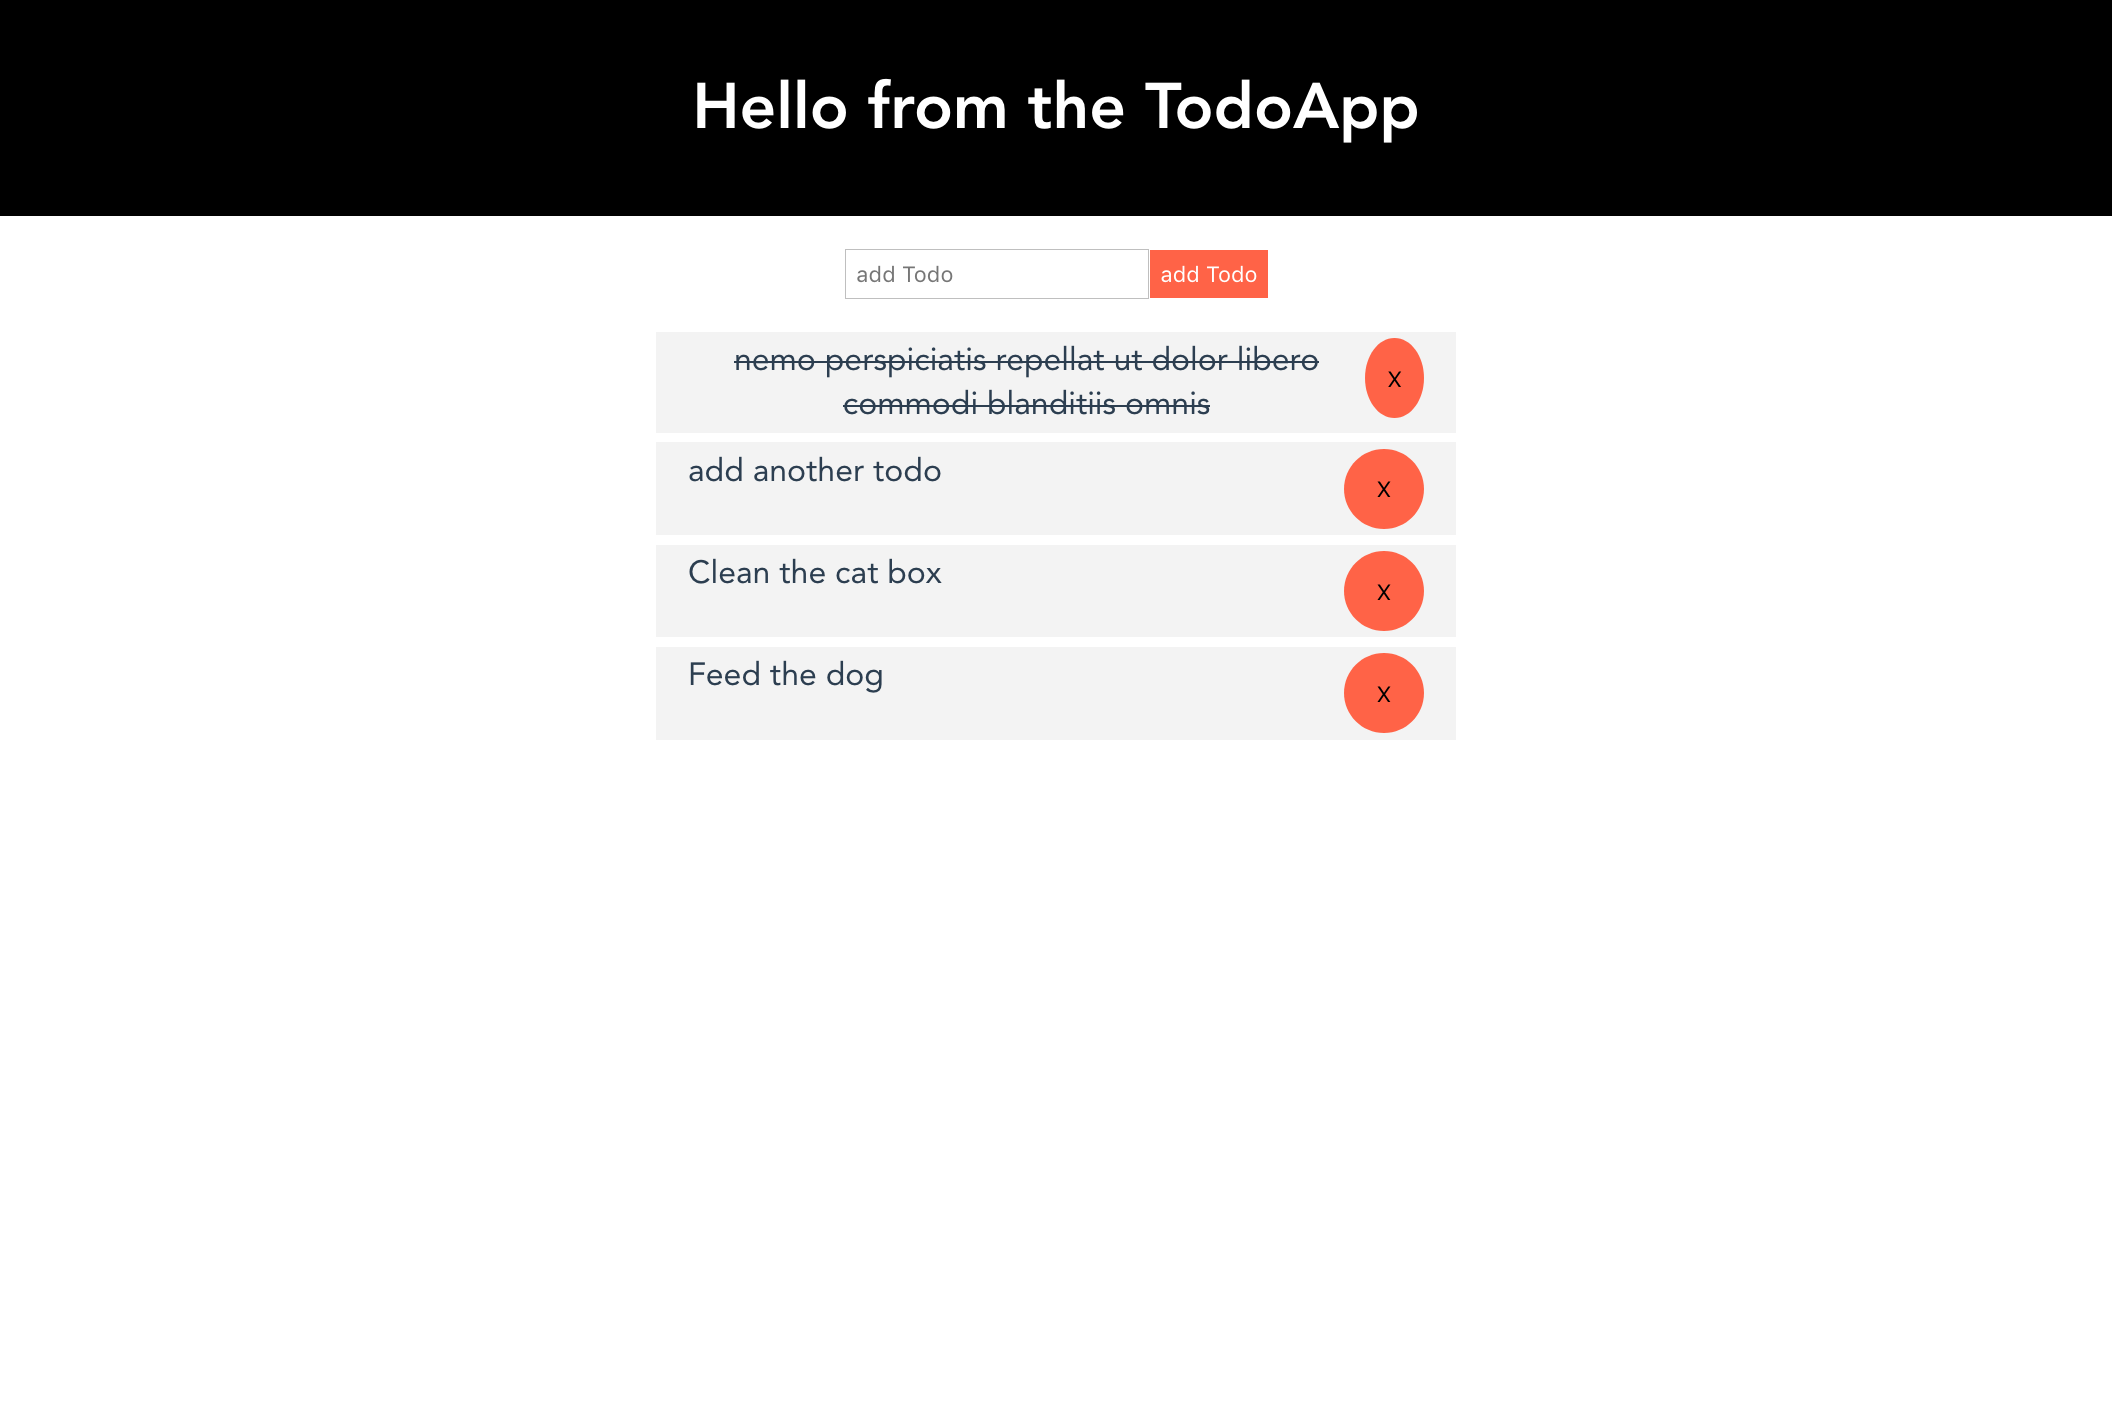 Hello from the TodoApp
add Todo add Todo
nemo perspiciatis repellat ut dolor libero
commodi blanditiis omnis
X
add another todo
X
Clean the cat box
X
Feed the dog
X